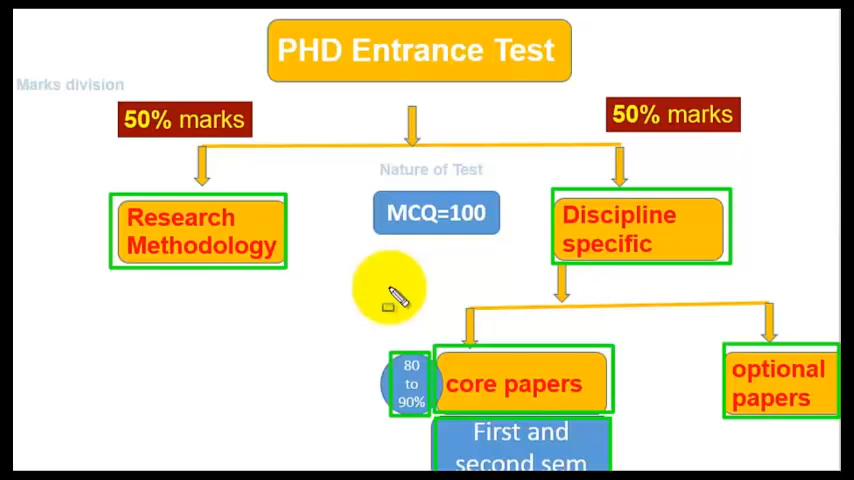 PHD Entrance Test
Marks division
50% marks
50% marks
Nature of Test
MCQ=100
Research
Methodology
Discipline
specific
80
to
90%
core papers
optional
papers
First and
second sem